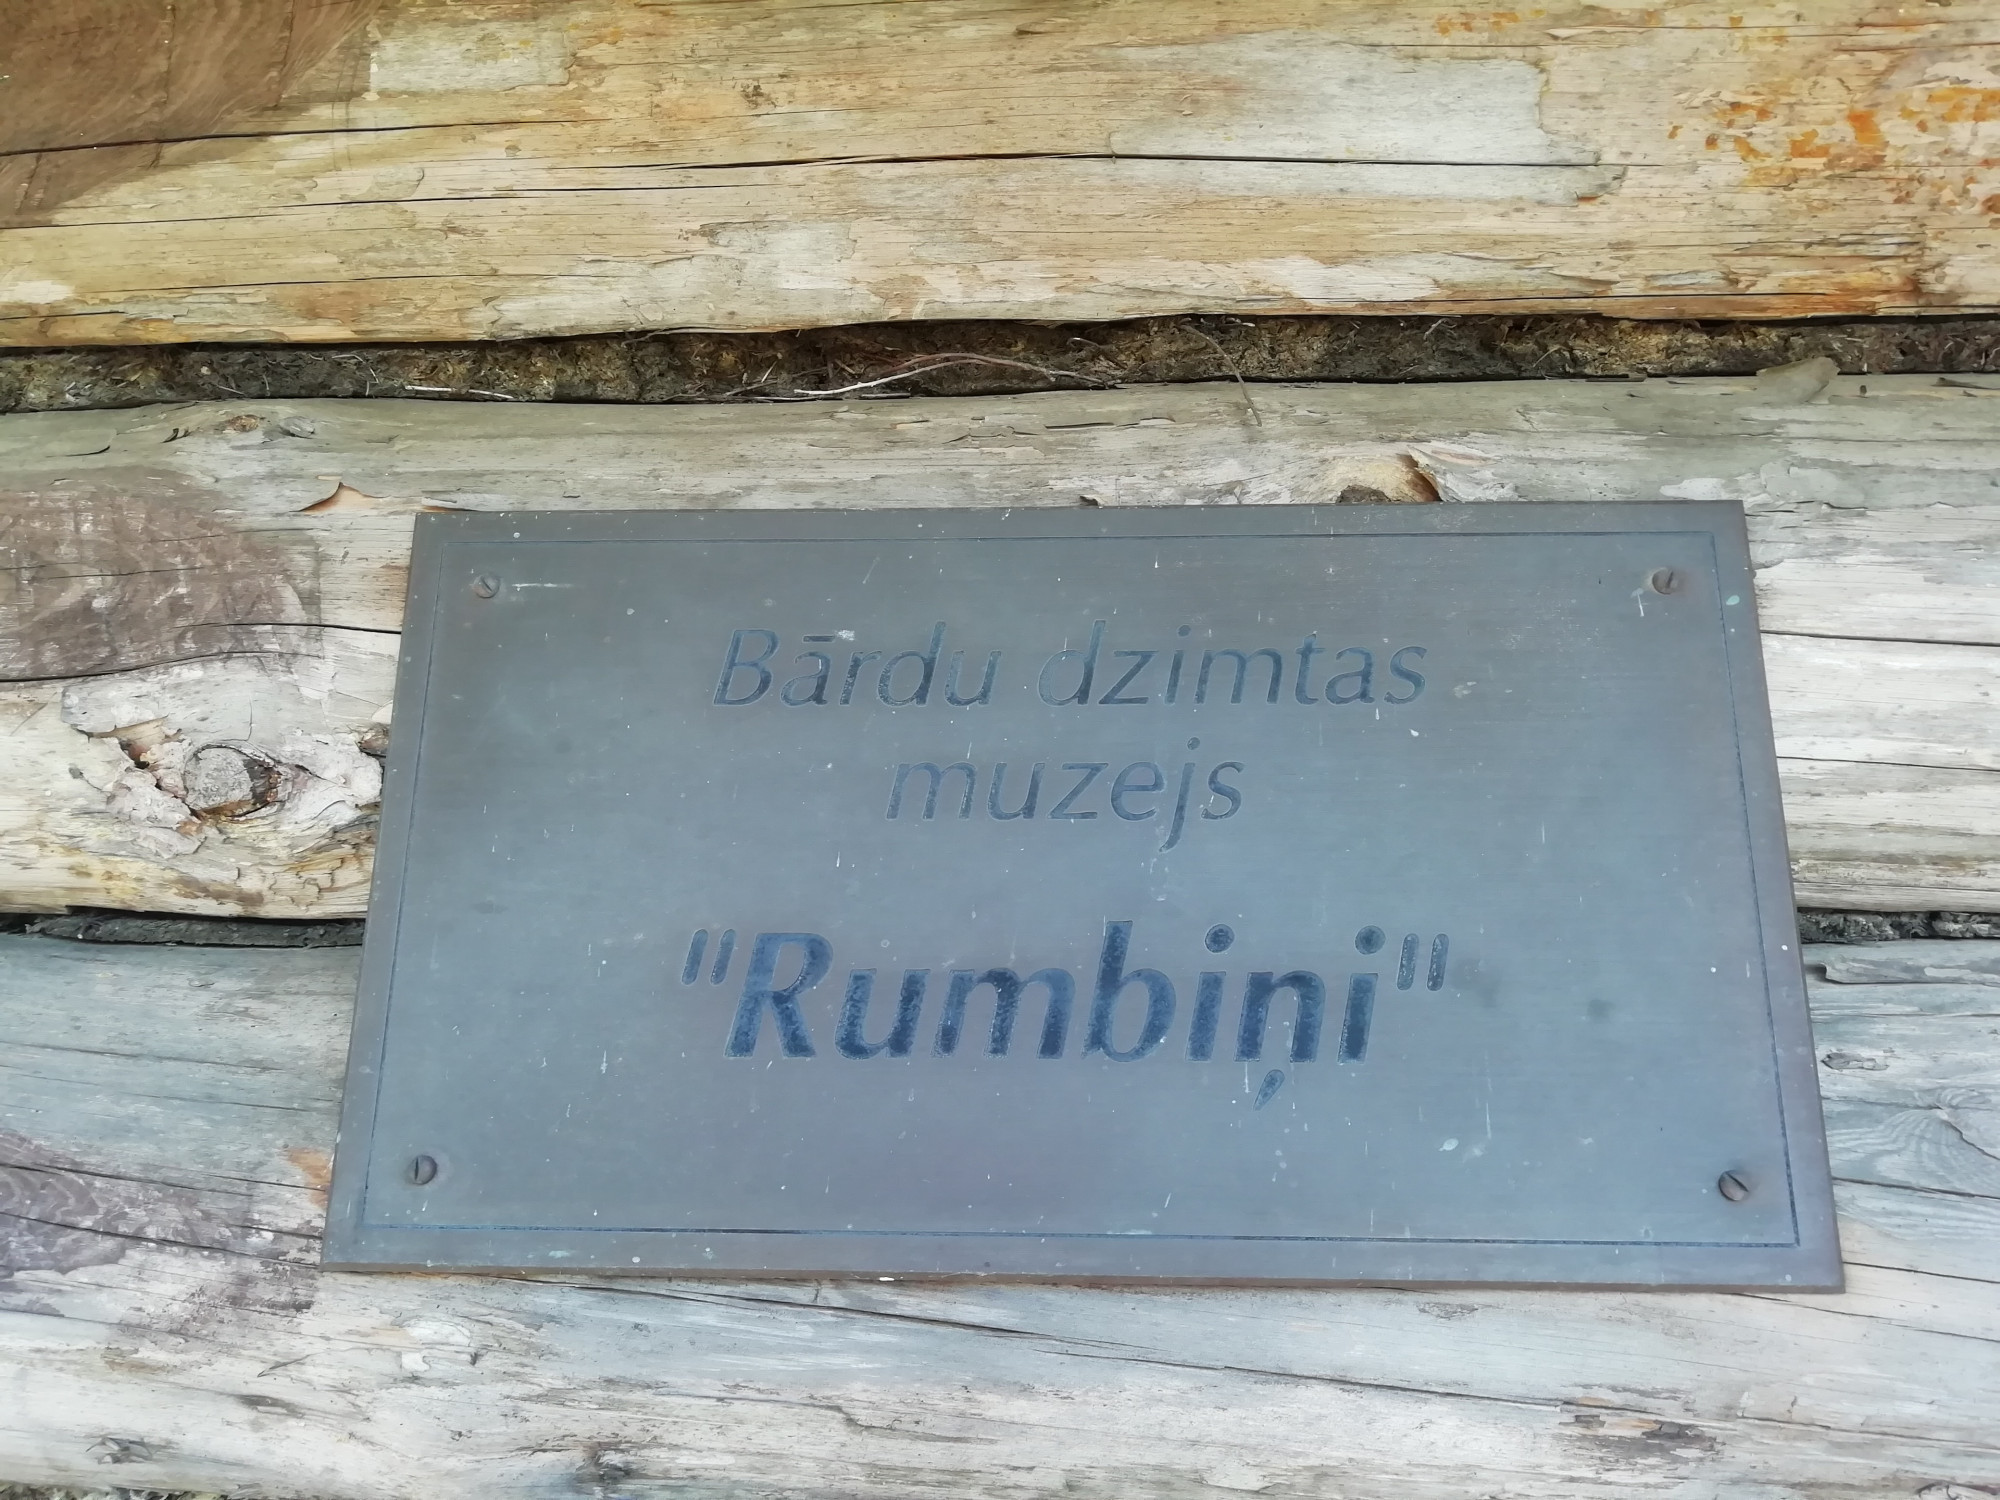 Bārdu dzimtas
muzejs
"Rumbiņi"